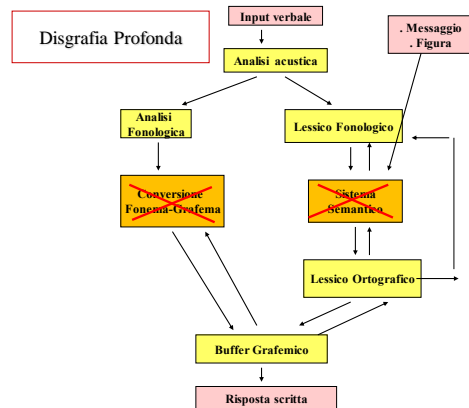 Disgrafia Profonda
Input verbale
. Messaggio
. Figura
Analisi acustica
Analisi
Fonologica
Lessico Fonologico
Conversione
Fonema-Grafema
Sistema
Semantico
Lessico Ortografico
Buffer Grafemico
Risposta scritta